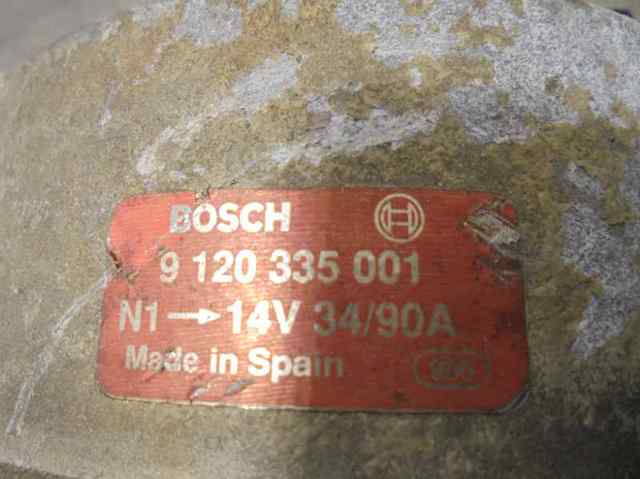 BOSCH
9 120 335 001
N1→14V 34/90A
Made in Spain